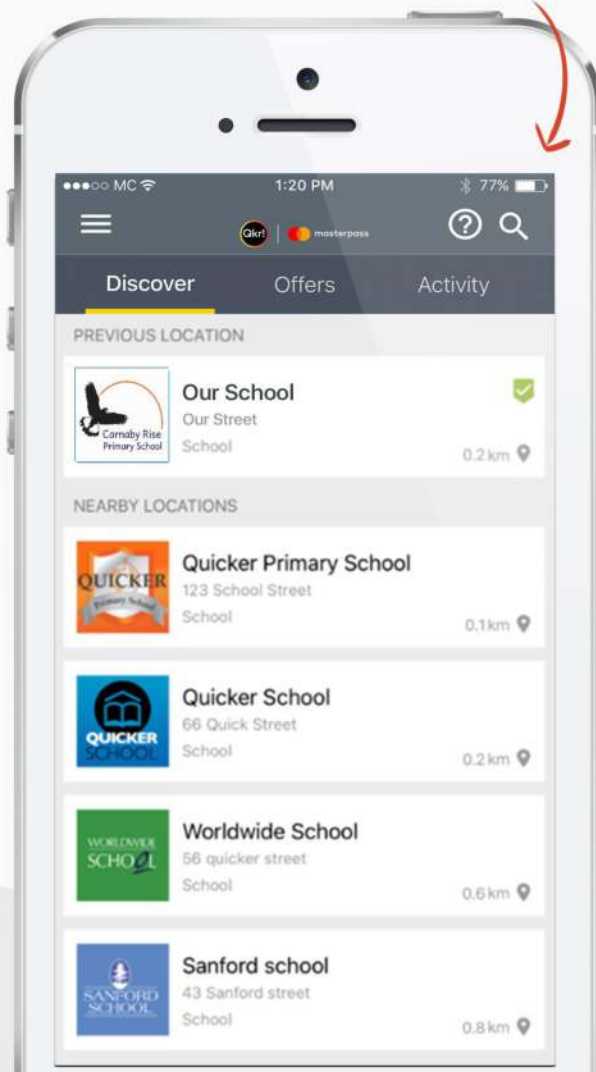 ●●●○○ MC 1:20 PM 77%
Qkr! | masterpass
Discover Offers Activity
PREVIOUS LOCATION
Carnaby Rise
Primary School
Our School
Our Street
School
0.2 km
NEARBY LOCATIONS
QUICKER
Primary School
Quicker Primary School
123 School Street
School
0.1 km
QUICKER
SCHOOL
Quicker School
66 Quick Street
School
0.2 km
WORLDWIDE
SCHOOL
Worldwide School
56 quicker street
School
0.6 km
SANFORD
SCHOOL
Sanford school
43 Sanford street
School
0.8 km